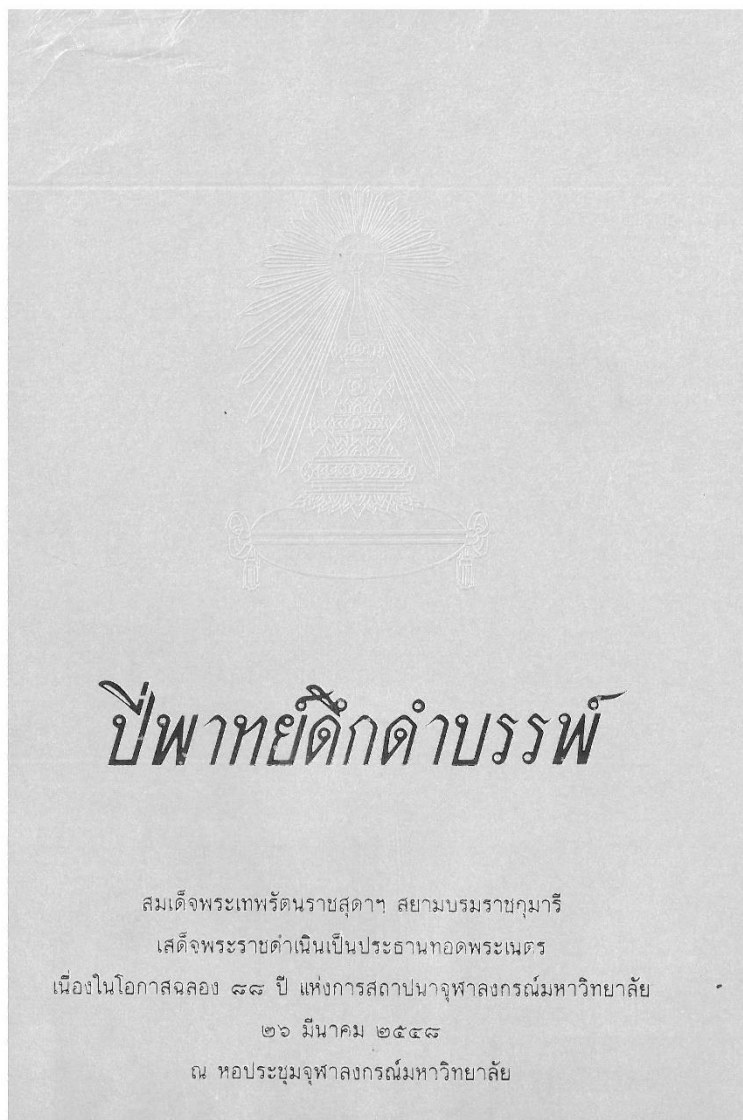 ปี่พาทย์ดึกดำบรรพ์
สมเด็จพระเทพรัตนราชสุดาฯ สยามบรมราชกุมารี
เสด็จพระราชดำเนินเป็นประธานทอดพระเนตร
เนื่องในโอกาสฉลอง ๘๘ ปี แห่งการสถาปนาจุฬาลงกรณ์มหาวิทยาลัย
๒๖ มีนาคม ๒๕๔๘
ณ หอประชุมจุฬาลงกรณ์มหาวิทยาลัย